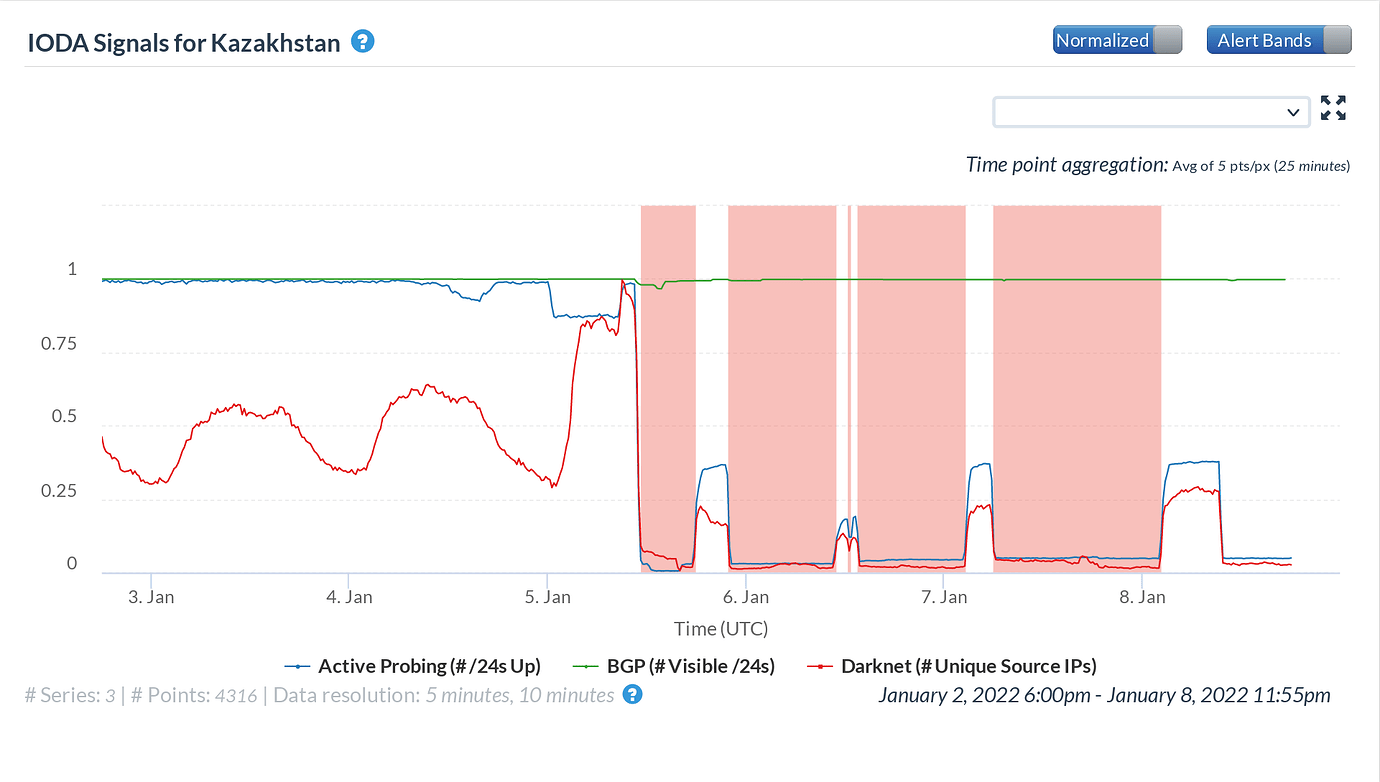 IODA Signals for Kazakhstan ?
Normalized
Alert Bands
Time point aggregation: Avg of 5 pts/px (25 minutes)
1
0.75
0.5
0.25
0
3. Jan
4. Jan
5. Jan
6. Jan
7. Jan
8. Jan
Time (UTC)
Active Probing (# /24s Up)
BGP (# Visible /24s)
Darknet (# Unique Source IPs)
# Series: 3 | # Points: 4316 | Data resolution: 5 minutes, 10 minutes ?
January 2, 2022 6:00pm - January 8, 2022 11:55pm